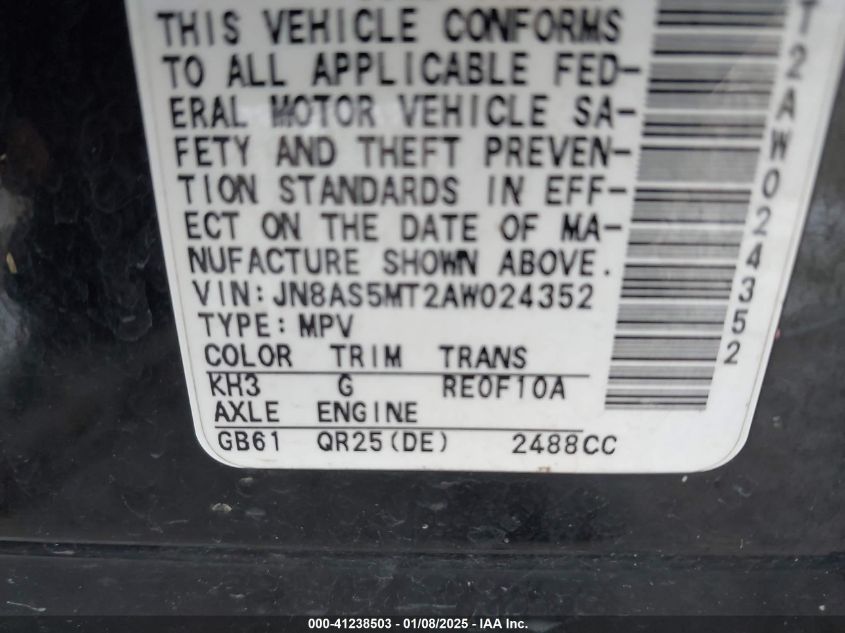 THIS VEHICLE CONFORMS
TO ALL APPLICABLE FED-
ERAL MOTOR VEHICLE SA-
FETY AND THEFT PREVEN-
TION STANDARDS IN EFF-
ECT ON THE DATE OF MA-
NUFACTURE SHOWN ABOVE.
VIN:JN8AS5MT2AW024352
TYPE:MPV
COLOR TRIM TRANS
KH3 G RE0F10A
AXLE ENGINE
GB61 QR25(DE) 2488CC
T2AW024352
000-41238503 - 01/08/2025 - IAA Inc.